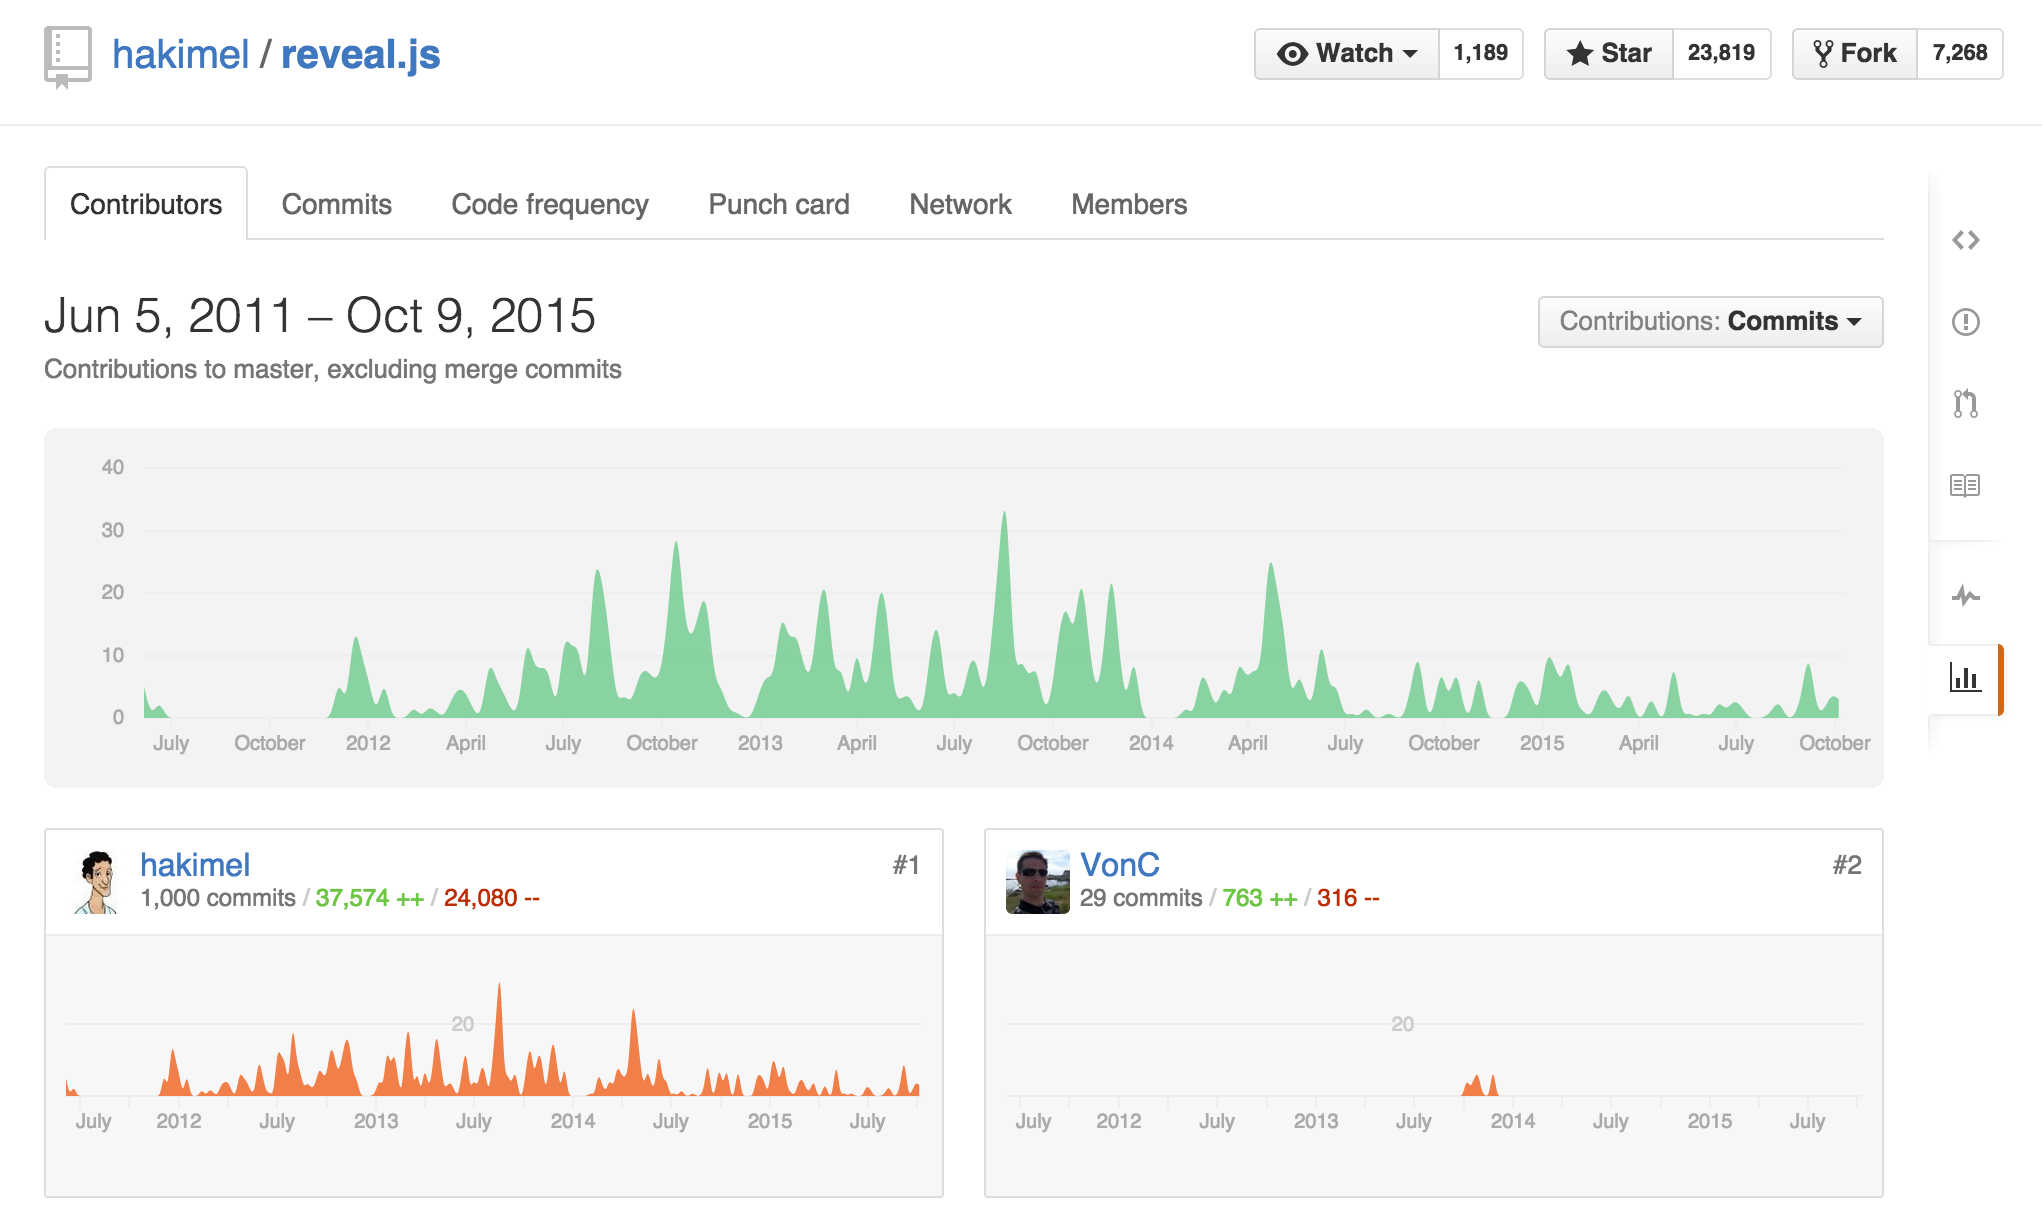 hakimel / reveal.js
Watch 1,189
Star 23,819
Fork 7,268
Contributors Commits Code frequency Punch card Network Members
Jun 5, 2011 – Oct 9, 2015
Contributions: Commits
Contributions to master, excluding merge commits
40
30
20
10
0
July October 2012 April July October 2013 April July October 2014 April July October 2015 April July October
hakimel
#1
1,000 commits / 37,574 ++ / 24,080 --
20
July 2012 July 2013 July 2014 July 2015 July
VonC
#2
29 commits / 763 ++ / 316 --
20
July 2012 July 2013 July 2014 July 2015 July